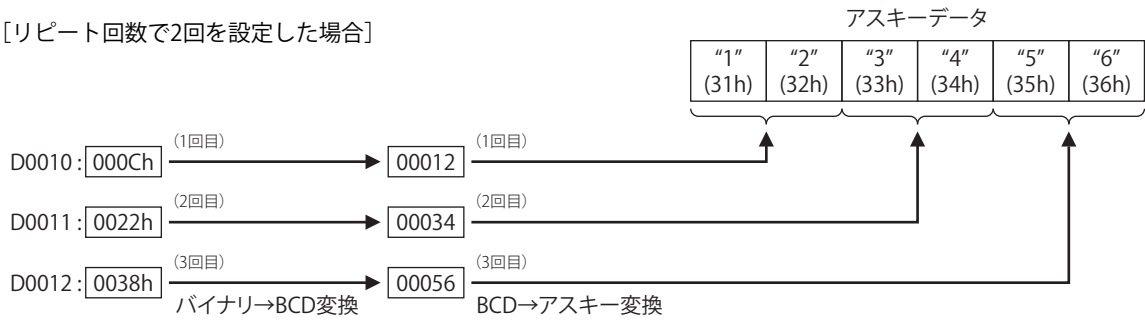 アスキーデータ
[リピート回数で2回を設定した場合]
“1” “2” “3” “4” “5” “6”
(31h) (32h) (33h) (34h) (35h) (36h)
(1回目) (1回目)
D0010 : 000Ch 00012
(2回目) (2回目)
D0011 : 0022h 00034
(3回目) (3回目)
D0012 : 0038h 00056
バイナリ→BCD変換 BCD→アスキー変換